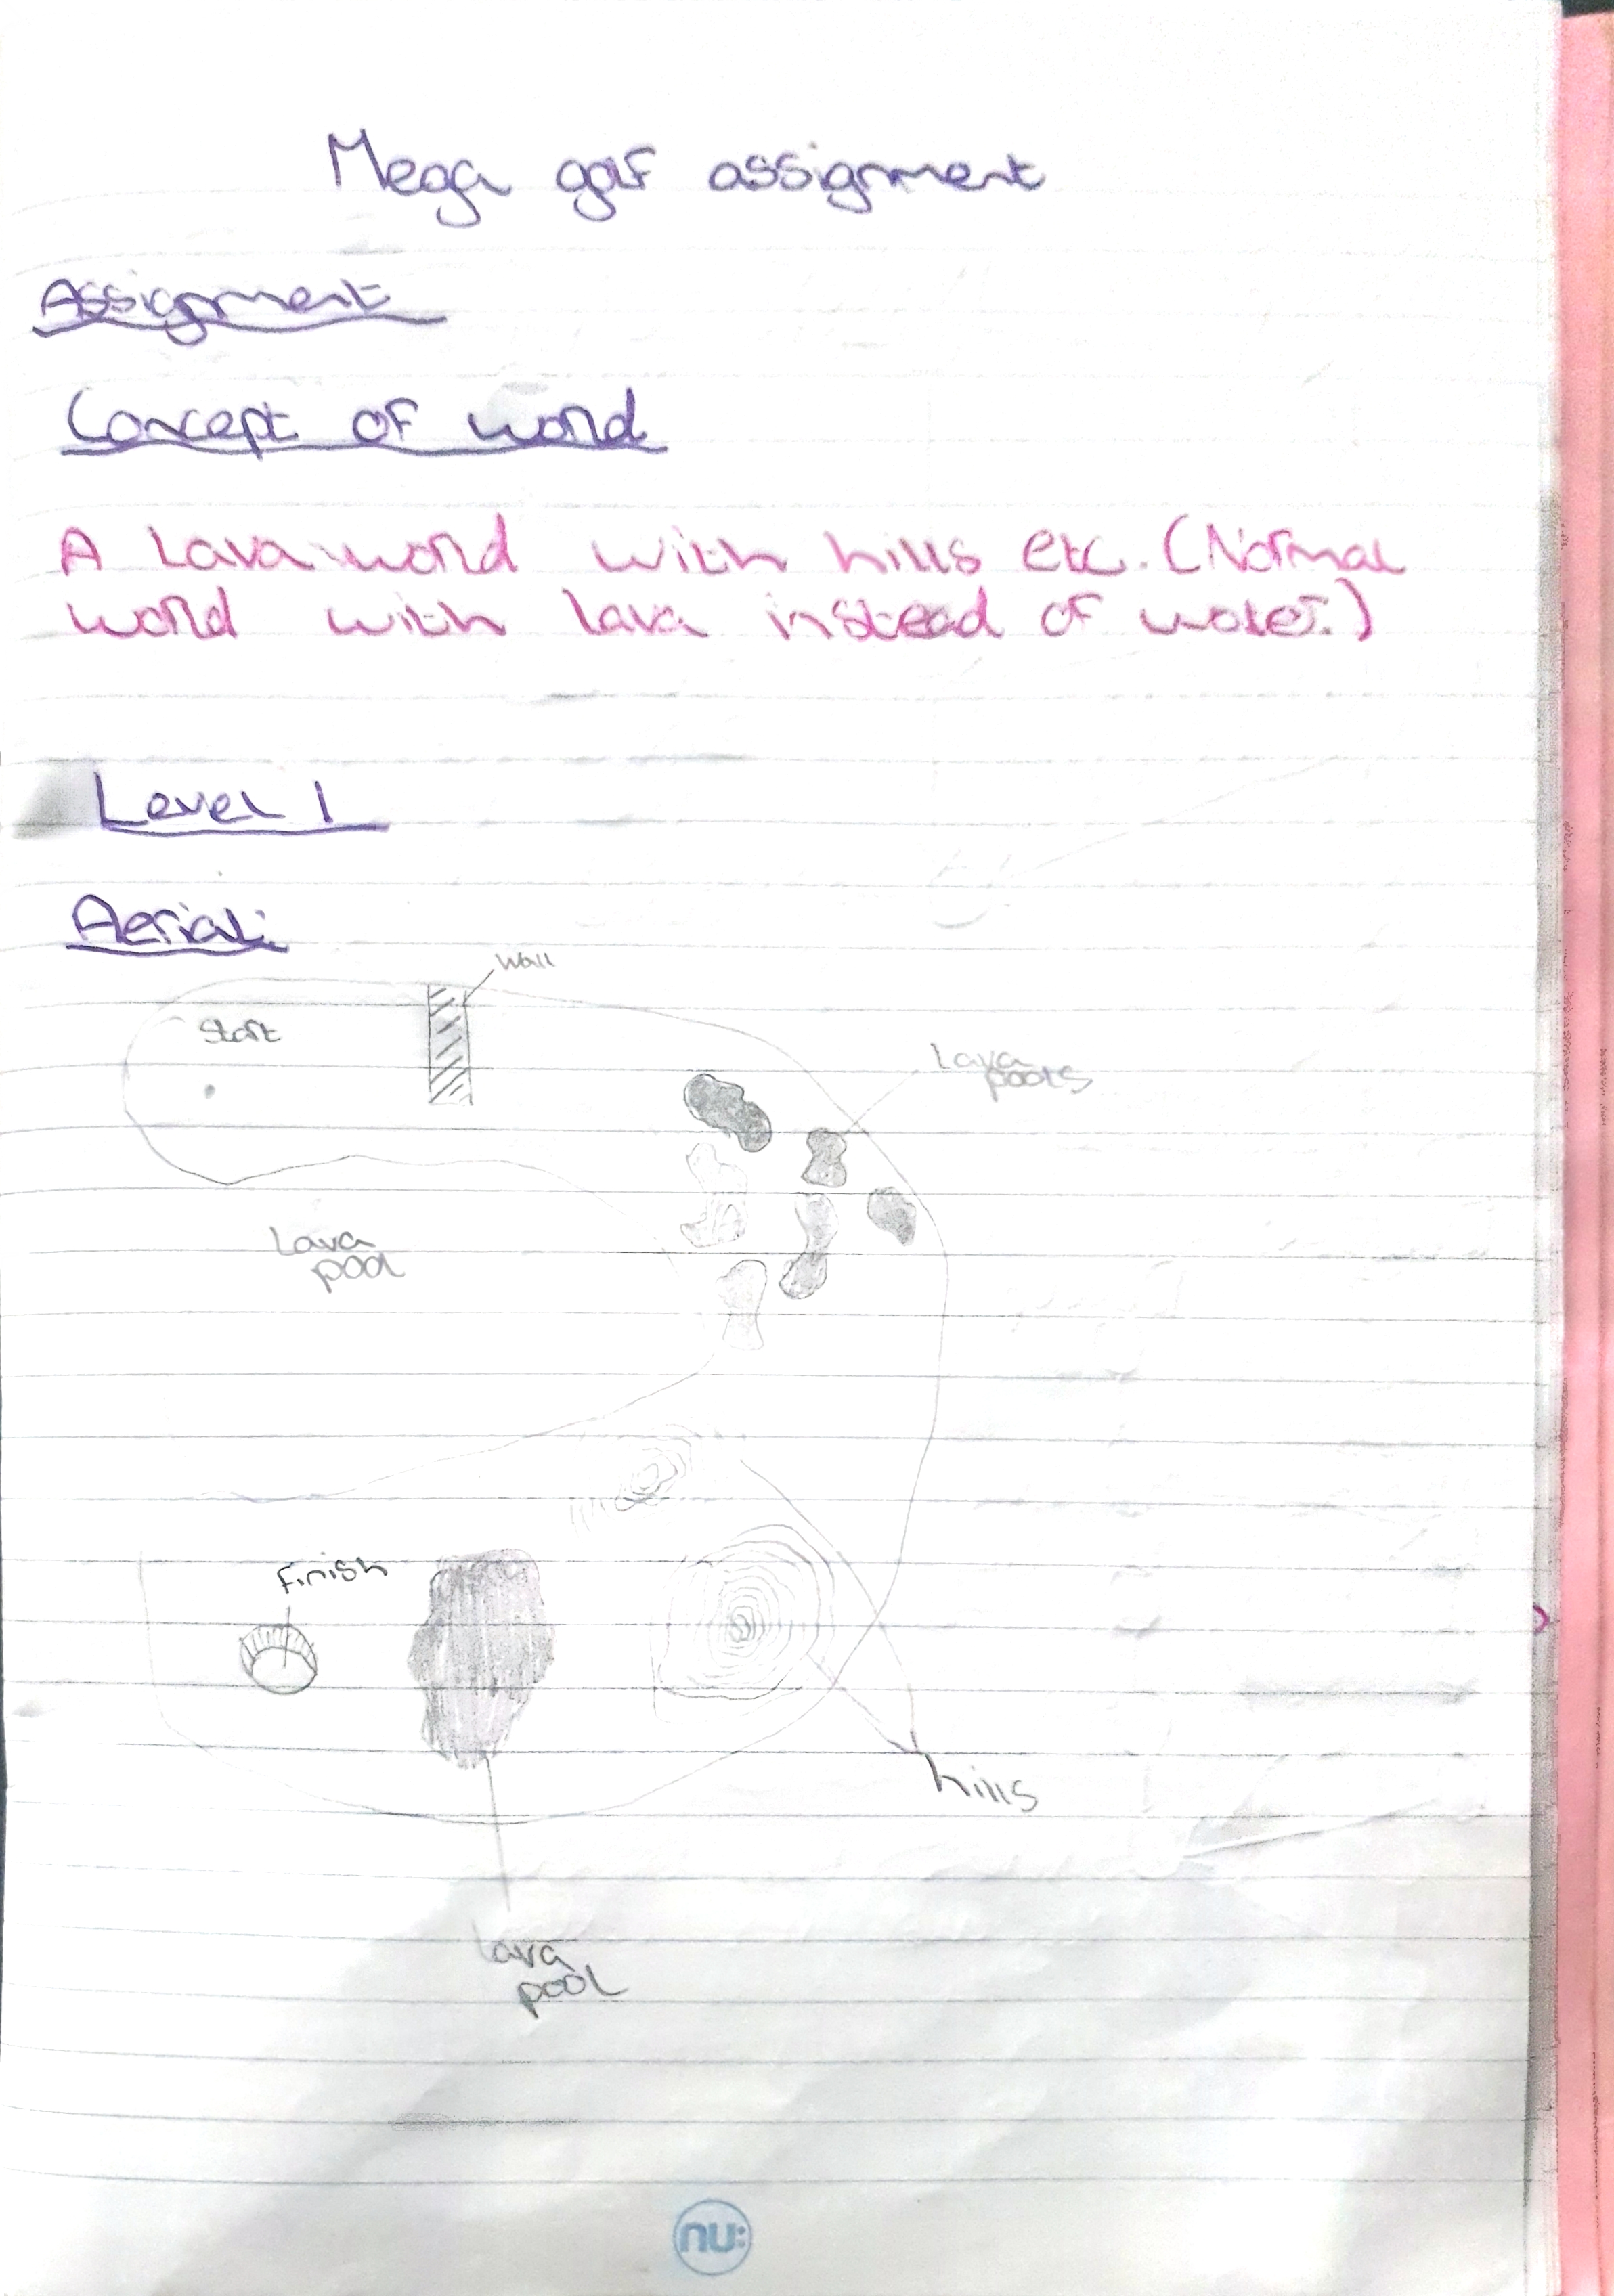 Mega golf assignment
Assignment
Concept of world
A Lava world with hills etc. (Normal
world with lava instead of water.)
Level 1
Aerial:
wall
Start
Lava
pools
Lava
pool
Finish
hills
Lava
pool
nu: